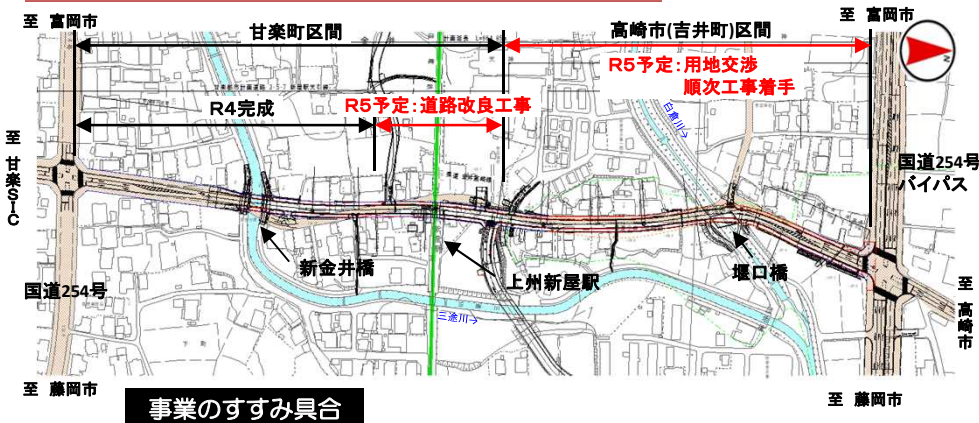 至 富岡市
至 富岡市
甘楽町区間
高崎市(吉井町)区間
R5予定：用地交渉
順次工事着手
R4完成
R5予定：道路改良工事
N
白倉川→
至 甘楽SIC
国道254号
バイパス
新金井橋
上州新屋駅
堰口橋
国道254号
三途川→
下町
至 高崎市
至 藤岡市
至 藤岡市
事業のすすみ具合